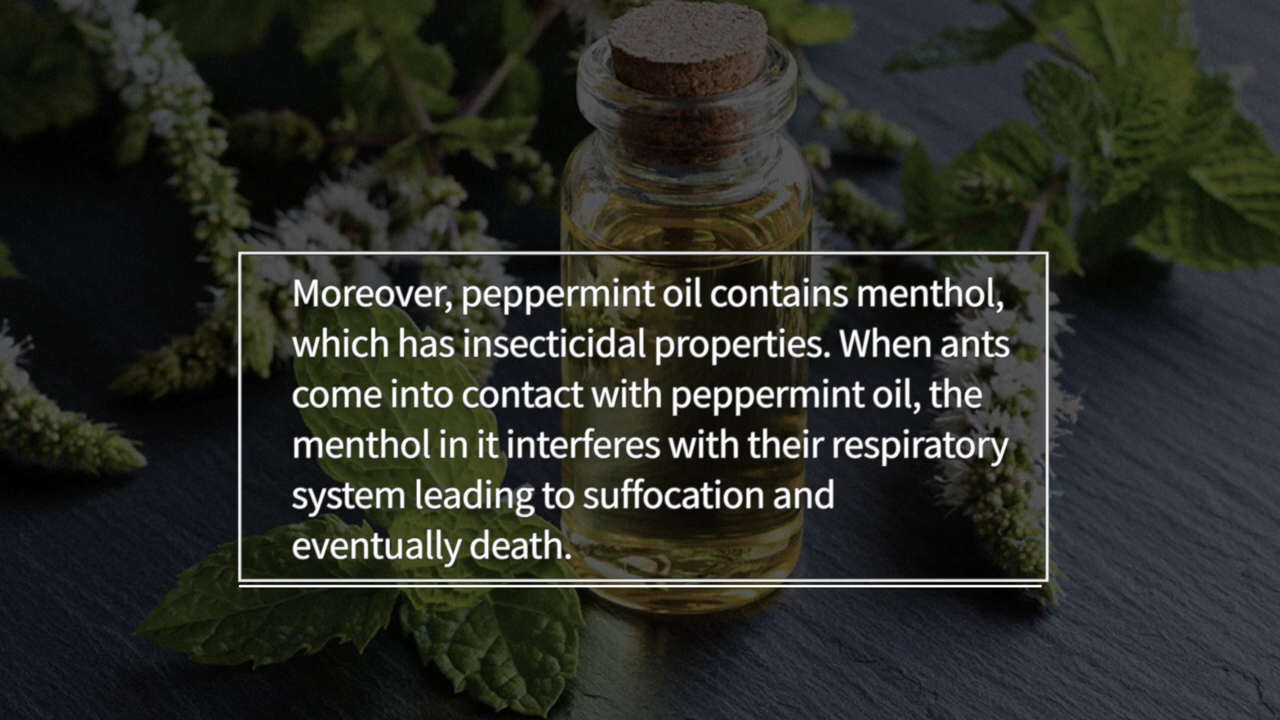 Moreover, peppermint oil contains menthol,
which has insecticidal properties. When ants
come into contact with peppermint oil, the
menthol in it interferes with their respiratory
system leading to suffocation and
eventually death.